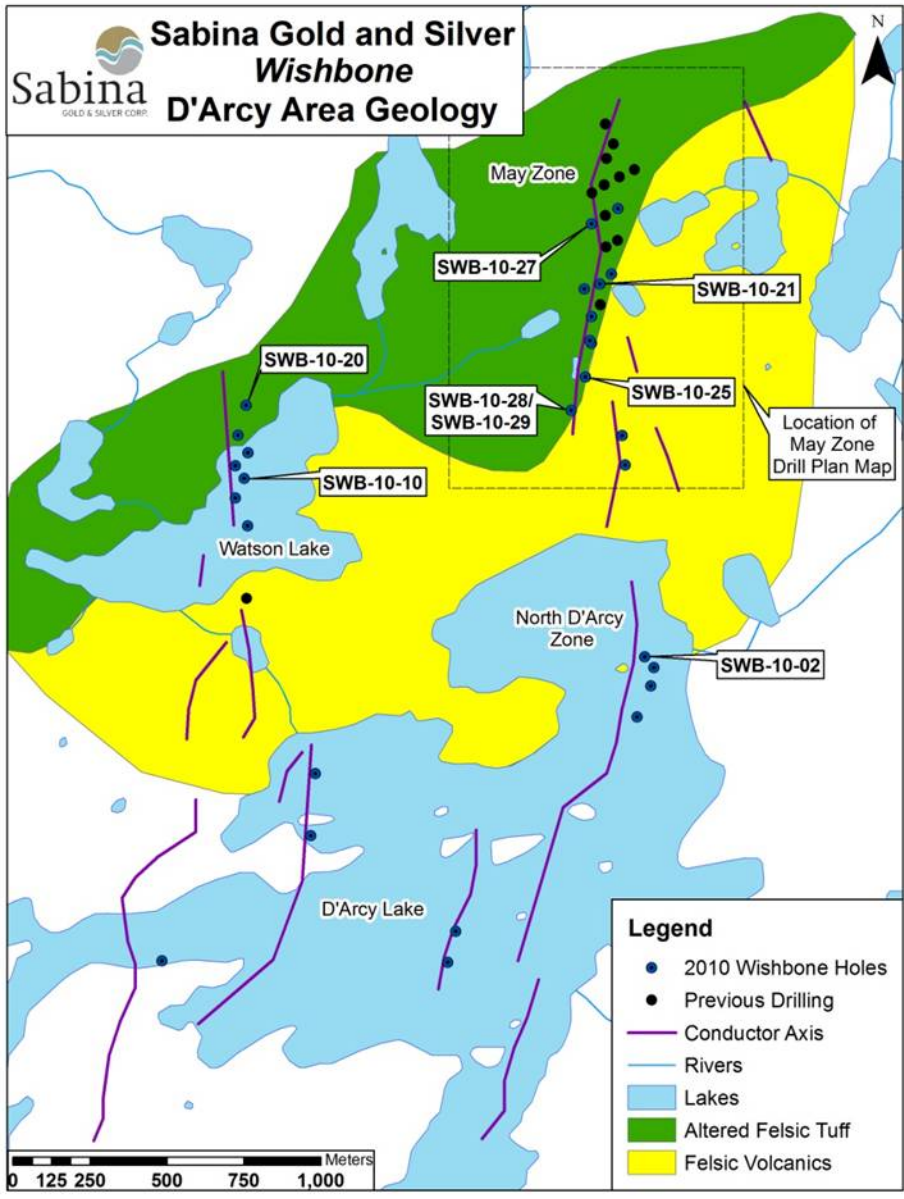 Sabina
GOLD & SILVER CORP.
Sabina Gold and Silver
Wishbone
D'Arcy Area Geology
N
May Zone
SWB-10-27
SWB-10-21
SWB-10-20
SWB-10-28/
SWB-10-29
SWB-10-25
Location of
May Zone
Drill Plan Map
SWB-10-10
Watson Lake
North D'Arcy
Zone
SWB-10-02
D'Arcy Lake
Legend
2010 Wishbone Holes
Previous Drilling
Conductor Axis
Rivers
Lakes
Altered Felsic Tuff
Felsic Volcanics
Meters
0 125 250 500 750 1,000